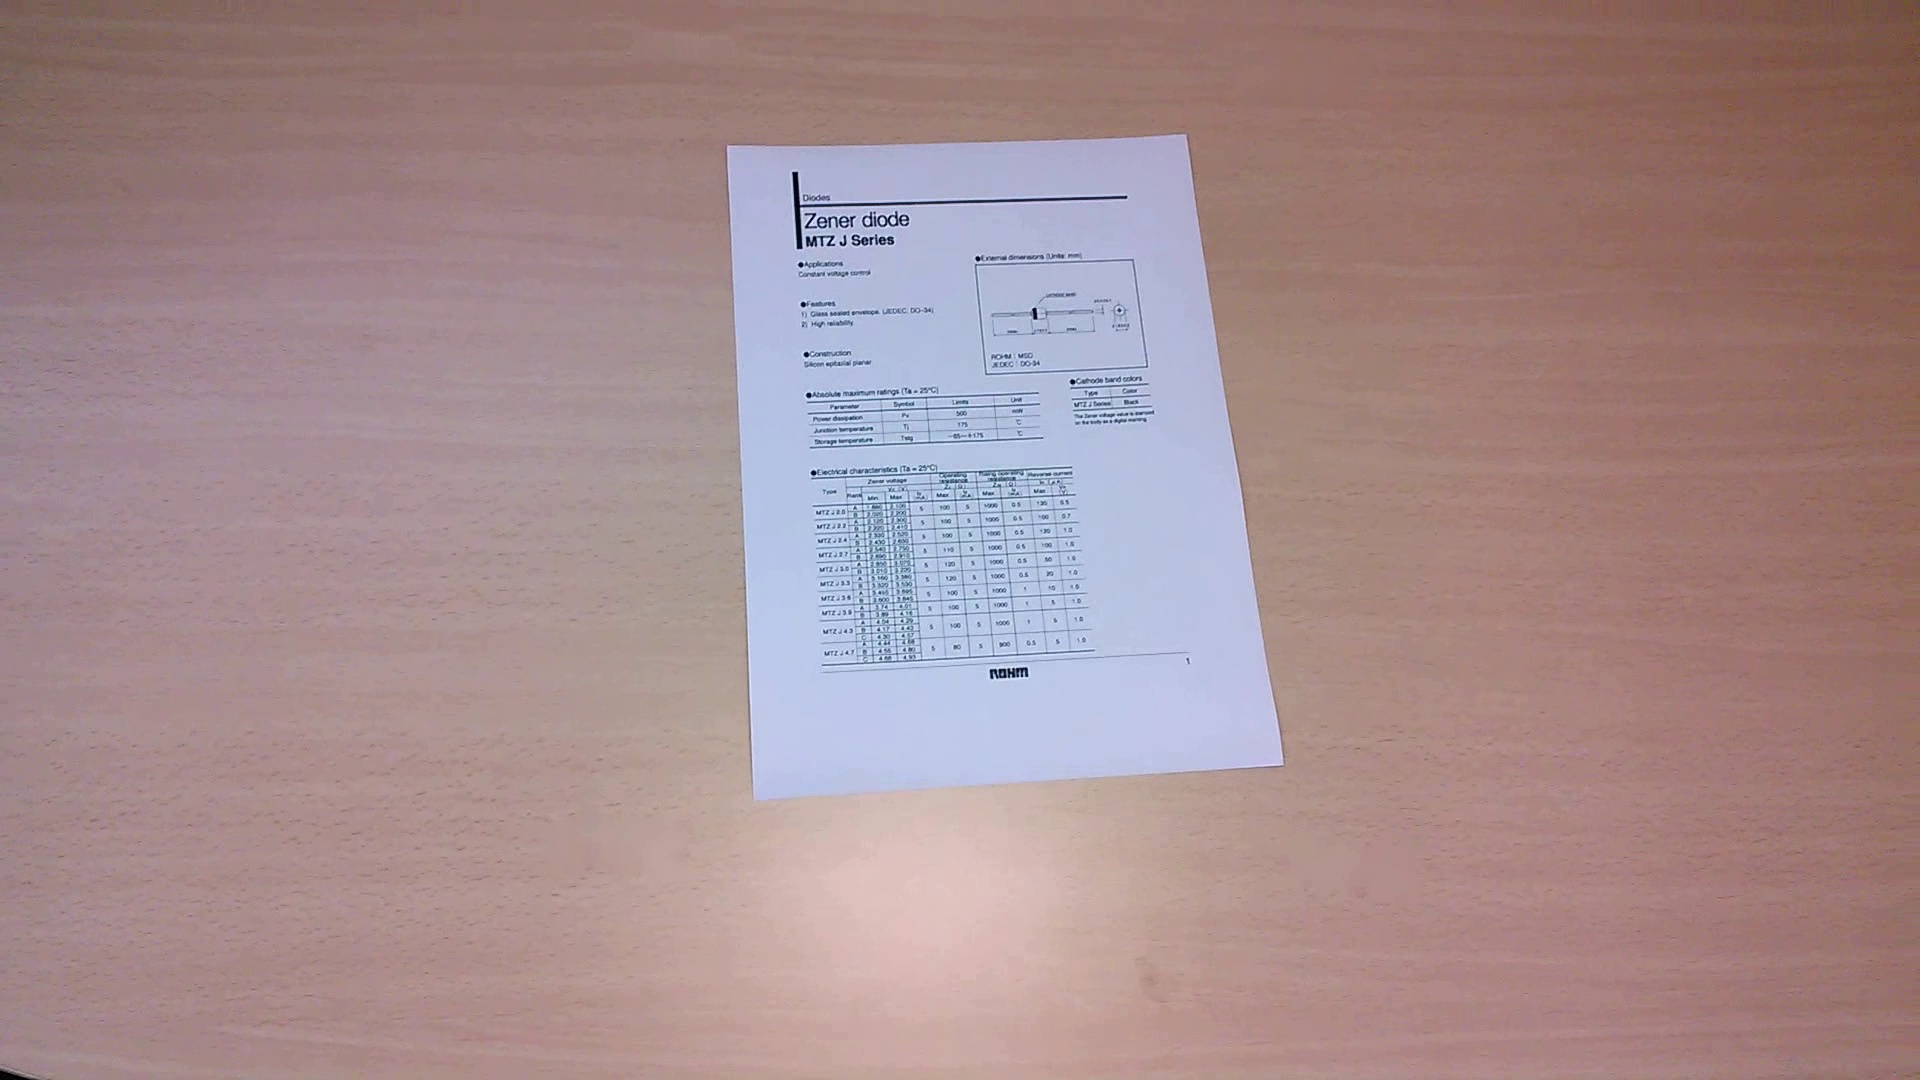 Diodes
Zener diode
MTZ J Series
●Applications
Constant voltage control
●Features
1) Glass sealed envelope. (JEDEC: DO-34)
2) High reliability.
●Construction
Silicon epitaxial planar
●External dimensions (Units: mm)
CATHODE BAND
ROHM : MSD
JEDEC : DO-34
●Absolute maximum ratings (Ta = 25°C)
Parameter Symbol Limits Unit
Power dissipation 500 mW
Junction temperature Tj 175 °C
Storage temperature Tstg −65~+175 °C
●Cathode band colors
Type Color
MTZ J Series Black
The Zener voltage value is stamped
on the body as a digital marking
●Electrical characteristics (Ta = 25°C)
Type Zener voltage Operating resistance Rising operating resistance Reverse current
Rank Min. Max Max Max Max
MTZ J 2.0 A 1.880 2.100 5 100 5 1000 0.5 120 0.5
B 2.020 2.200
MTZ J 2.2 A 2.120 2.300 5 100 5 1000 0.5 100 0.7
B 2.220 2.410
MTZ J 2.4 A 2.320 2.520 5 100 5 1000 0.5 120 1.0
B 2.430 2.630
MTZ J 2.7 A 2.540 2.750 5 110 5 1000 0.5 100 1.0
B 2.690 2.910
MTZ J 3.0 A 2.850 3.070 5 120 5 1000 0.5 50 1.0
B 3.010 3.220
MTZ J 3.3 A 3.160 3.380 5 120 5 1000 0.5 20 1.0
B 3.320 3.530
MTZ J 3.6 A 3.455 3.695 5 100 5 1000 1 10 1.0
B 3.600 3.845
MTZ J 3.9 A 3.74 4.01 5 100 5 1000 1 5 1.0
B 3.89 4.16
MTZ J 4.3 A 4.04 4.29 5 100 5 1000 1 5 1.0
B 4.17 4.43
C 4.30 4.57
MTZ J 4.7 A 4.44 4.68 5 80 5 900 0.5 5 1.0
B 4.55 4.80
C 4.68 4.93
ROHM
1